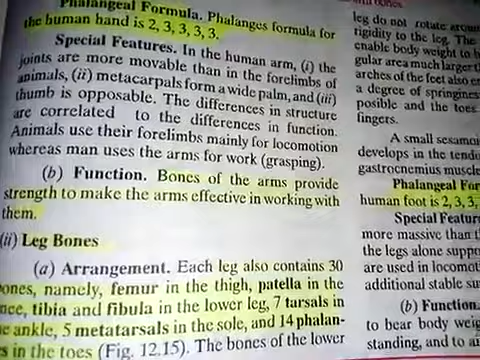 Phalangeal Formula. Phalanges formula for
the human hand is 2, 3, 3, 3, 3.
Special Features. In the human arm, (i) the
joints are more movable than in the forelimbs of
animals, (ii) metacarpals form a wide palm, and (iii)
thumb is opposable. The differences in structure
are correlated to the differences in function.
Animals use their forelimbs mainly for locomotion
whereas man uses the arms for work (grasping).
(b) Function. Bones of the arms provide
strength to make the arms effective in working with
them.
(ii) Leg Bones
(a) Arrangement. Each leg also contains 30
bones, namely, femur in the thigh, patella in the
nee, tibia and fibula in the lower leg, 7 tarsals in
e ankle, 5 metatarsals in the sole, and 14 phalan-
s in the toes (Fig. 12.15). The bones of the lower
leg do not rotate aroun
rigidity to the leg. The
enable body weight to b
gular area much larger t
arches of the feet also e
a degree of springines
posible and the toes
fingers.
A small sesamoi
develops in the tendo
gastrocnemius muscle
Phalangeal For
human foot is 2, 3, 3,
Special Featur
more massive than t
the legs alone suppo
are used in locomot
additional stable su
(b) Function.
to bear body weig
standing, and to ai